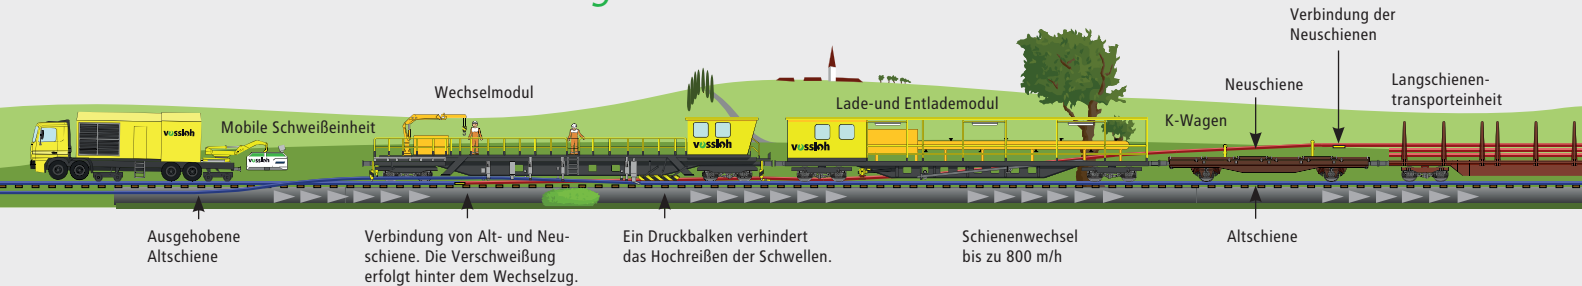 Verbindung der
Neuschienen
Wechselmodul
Lade-und Entlademodul
Neuschiene
Langschienen-
transporteinheit
Mobile Schweißeinheit
K-Wagen
vossloh
vossloh
vossloh
vossloh
Ausgehobene
Altschiene
Verbindung von Alt- und Neu-
schiene. Die Verschweißung
erfolgt hinter dem Wechselzug.
Ein Druckbalken verhindert
das Hochreißen der Schwellen.
Schienenwechsel
bis zu 800 m/h
Altschiene